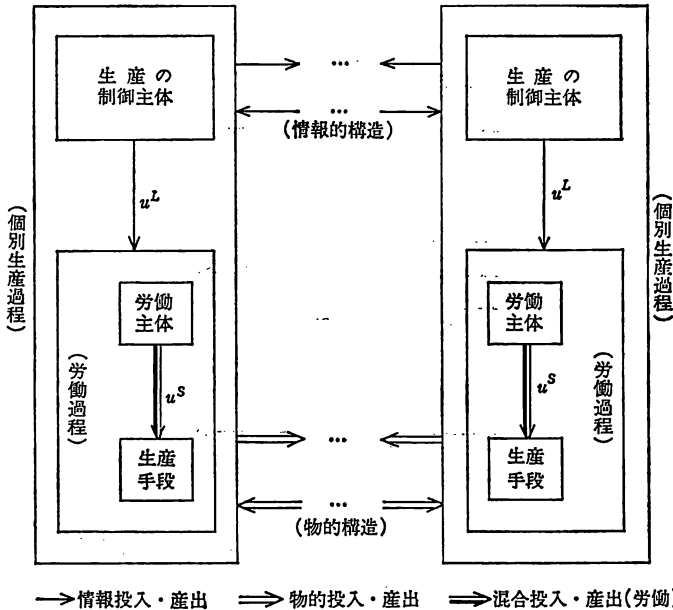 生産の
制御主体
生産の
制御主体
…
…
(情報的構造)
u^L
u^L
(個別生産過程)
(個別生産過程)
労働
主体
労働
主体
(労働過程)
(労働過程)
u^S
u^S
…
生産
手段
生産
手段
…
(物的構造)
情報投入・産出
物的投入・産出
混合投入・産出(労働)